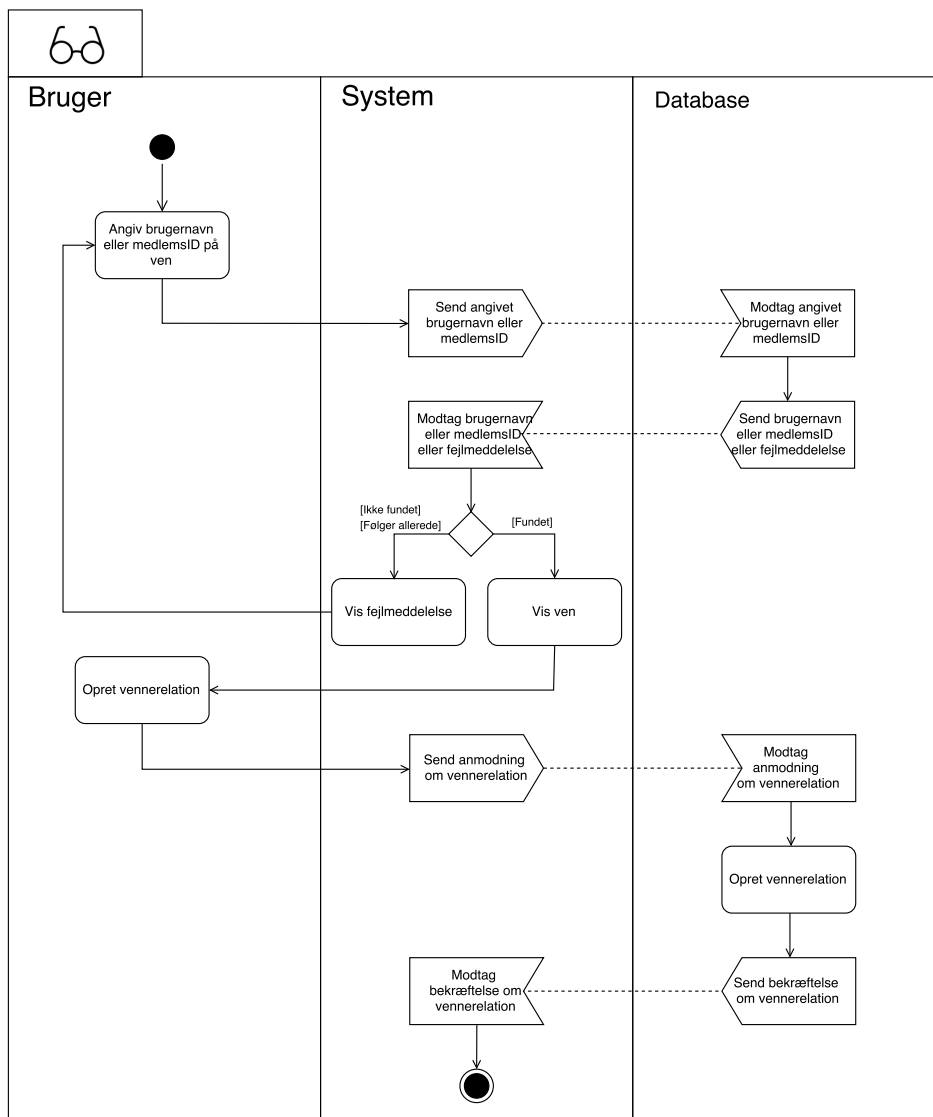 Bruger
System
Database
Angiv brugernavn
eller medlemsID på
ven
Send angivet
brugernavn eller
medlemsID
Modtag angivet
brugernavn eller
medlemsID
Modtag brugernavn
eller medlemsID
eller fejlmeddelelse
Send brugernavn
eller medlemsID
eller fejlmeddelelse
[Ikke fundet]
[Følger allerede]
[Fundet]
Vis fejlmeddelelse
Vis ven
Opret vennerelation
Send anmodning
om vennerelation
Modtag
anmodning
om vennerelation
Opret vennerelation
Modtag
bekræftelse om
vennerelation
Send bekræftelse
om vennerelation